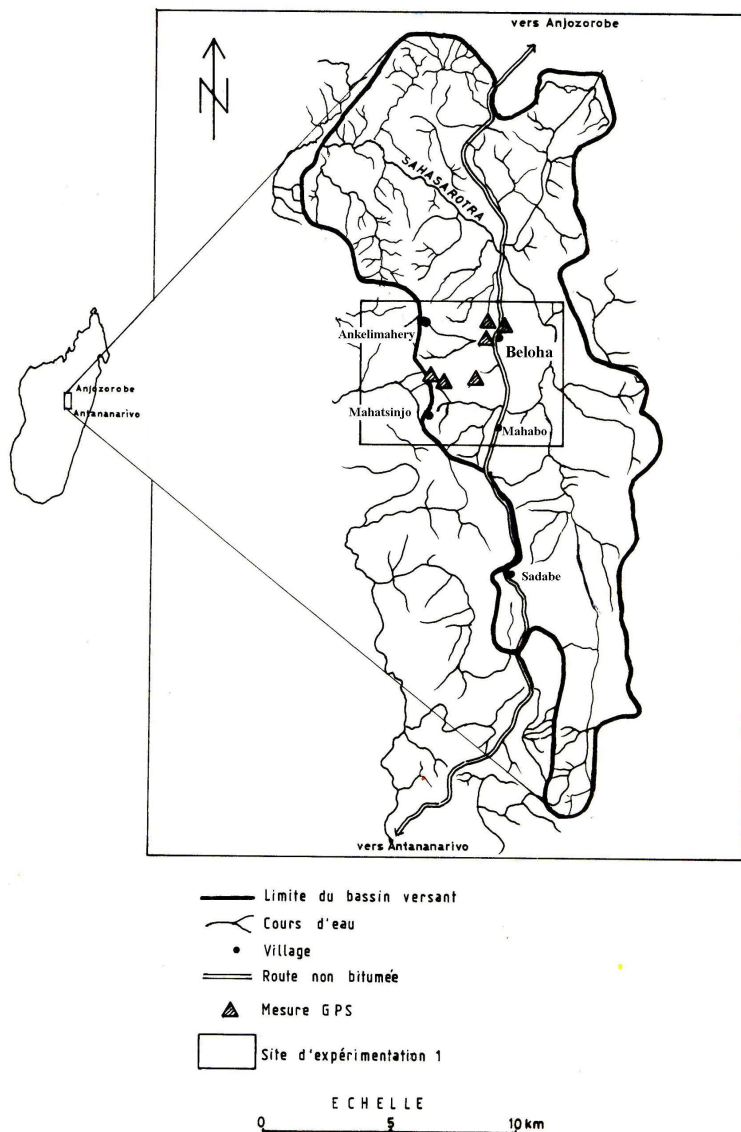 vers Anjozorobe
N
SAHASAROTRA
Ankelimahery
Beloha
Anjozorobe
Antananarivo
Mahatsinjo
Mahabo
Sadabe
vers Antananarivo
Limite du bassin versant
Cours d'eau
Village
Route non bitumée
Mesure GPS
Site d'expérimentation 1
ECHELLE
0 5 10 km